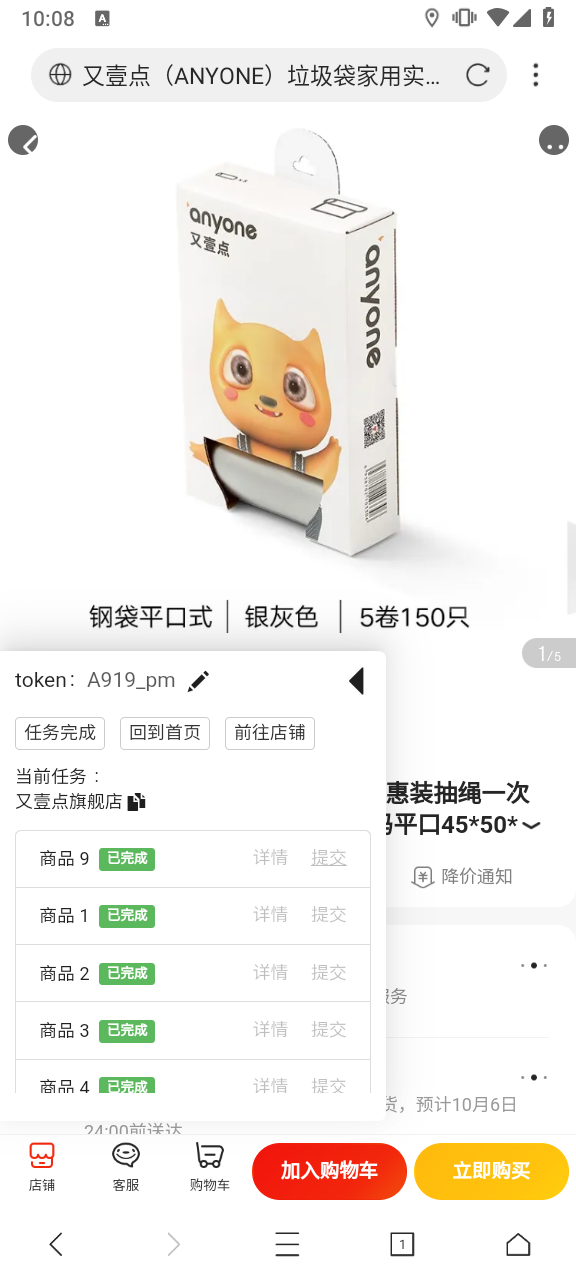 10:08
A
又壹点（ANYONE）垃圾袋家用实...
anyone
又壹点
anyone
钢袋平口式 | 银灰色 | 5卷150只
1/5
token： A919_pm
任务完成 回到首页 前往店铺
当前任务：
又壹点旗舰店
惠装抽绳一次
平口45*50*
降价通知
商品 9 已完成 详情 提交
商品 1 已完成 详情 提交
商品 2 已完成 详情 提交
服务
商品 3 已完成 详情 提交
商品 4 已完成 详情 提交
货，预计10月6日
24:00前送达
店铺 客服 购物车 加入购物车 立即购买
1